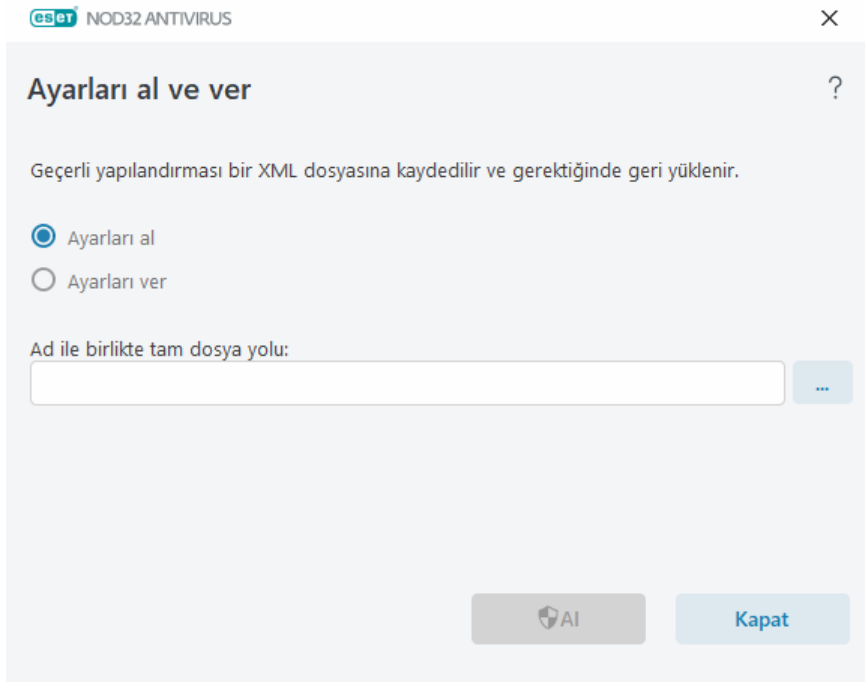 eset NOD32 ANTIVIRUS
Ayarları al ve ver
?
Geçerli yapılandırması bir XML dosyasına kaydedilir ve gerektiğinde geri yüklenir.
Ayarları al
Ayarları ver
Ad ile birlikte tam dosya yolu:
...
Al
Kapat